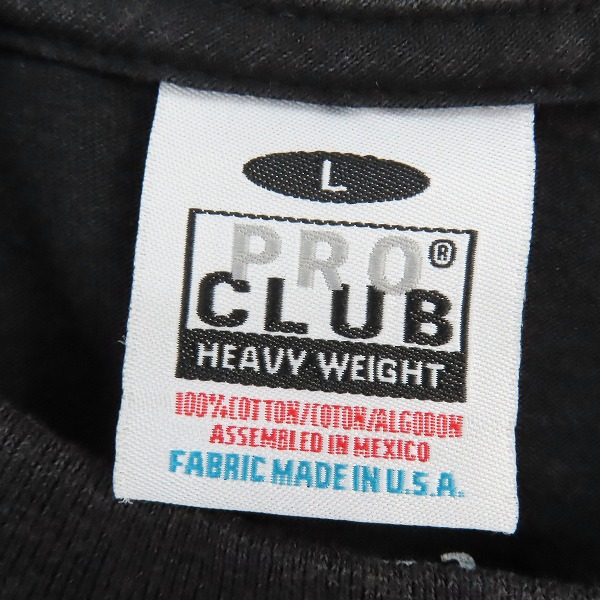 L
PRO®
CLUB
HEAVY WEIGHT
100%COTTON/COTON/ALGODON
ASSEMBLED IN MEXICO
FABRIC MADE IN U.S.A.